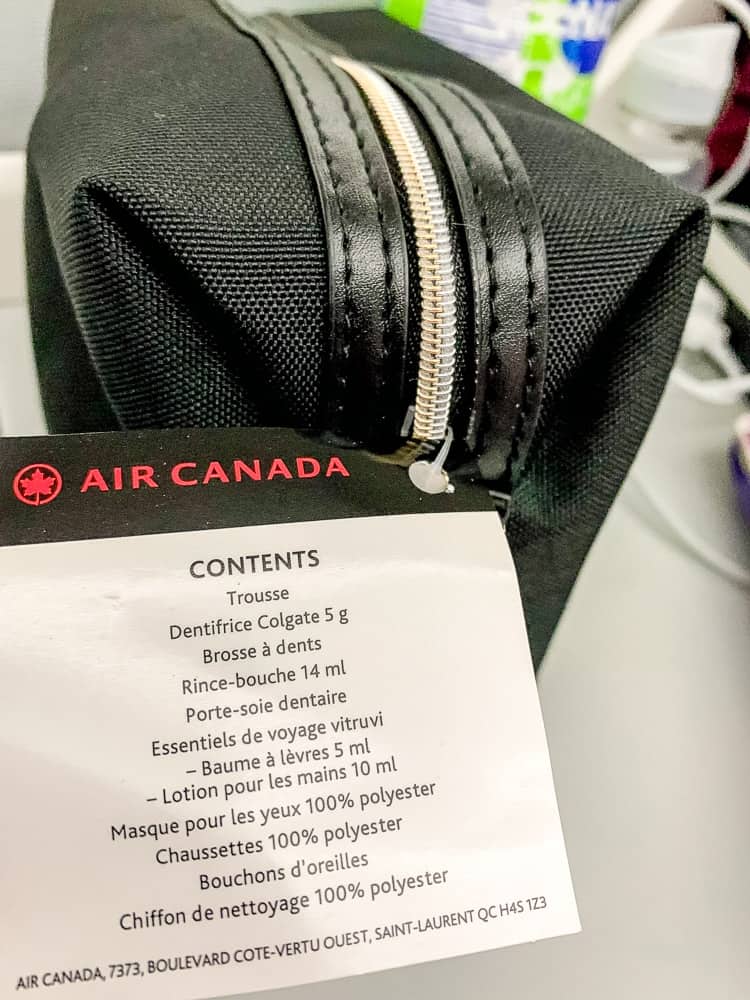 AIR CANADA
CONTENTS
Trousse
Dentifrice Colgate 5 g
Brosse à dents
Rince-bouche 14 ml
Porte-soie dentaire
Essentiels de voyage vitruvi
– Baume à lèvres 5 ml
– Lotion pour les mains 10 ml
Masque pour les yeux 100% polyester
Chaussettes 100% polyester
Bouchons d'oreilles
Chiffon de nettoyage 100% polyester
AIR CANADA, 7373, BOULEVARD COTE-VERTU OUEST, SAINT-LAURENT QC H4S 1Z3